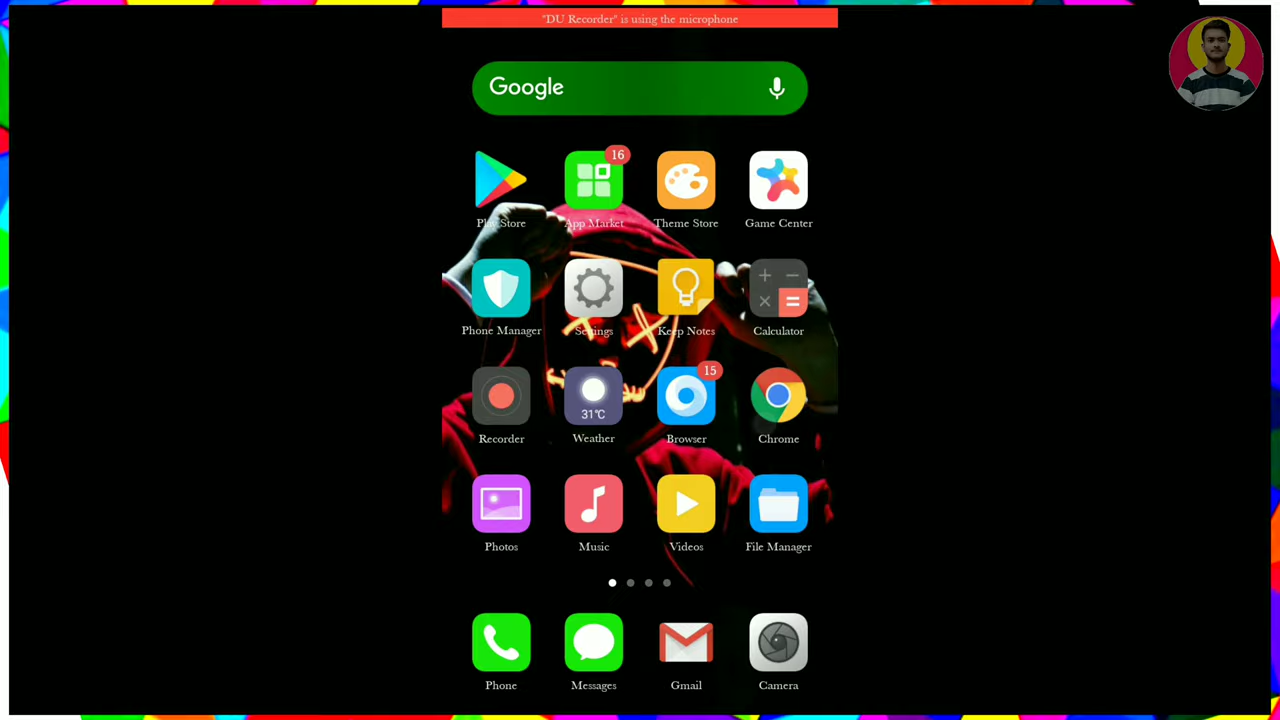 "DU Recorder" is using the microphone
Google
16
Play Store App Market Theme Store Game Center
Phone Manager Settings Keep Notes Calculator
15
31℃
Recorder Weather Browser Chrome
Photos Music Videos File Manager
Phone Messages Gmail Camera